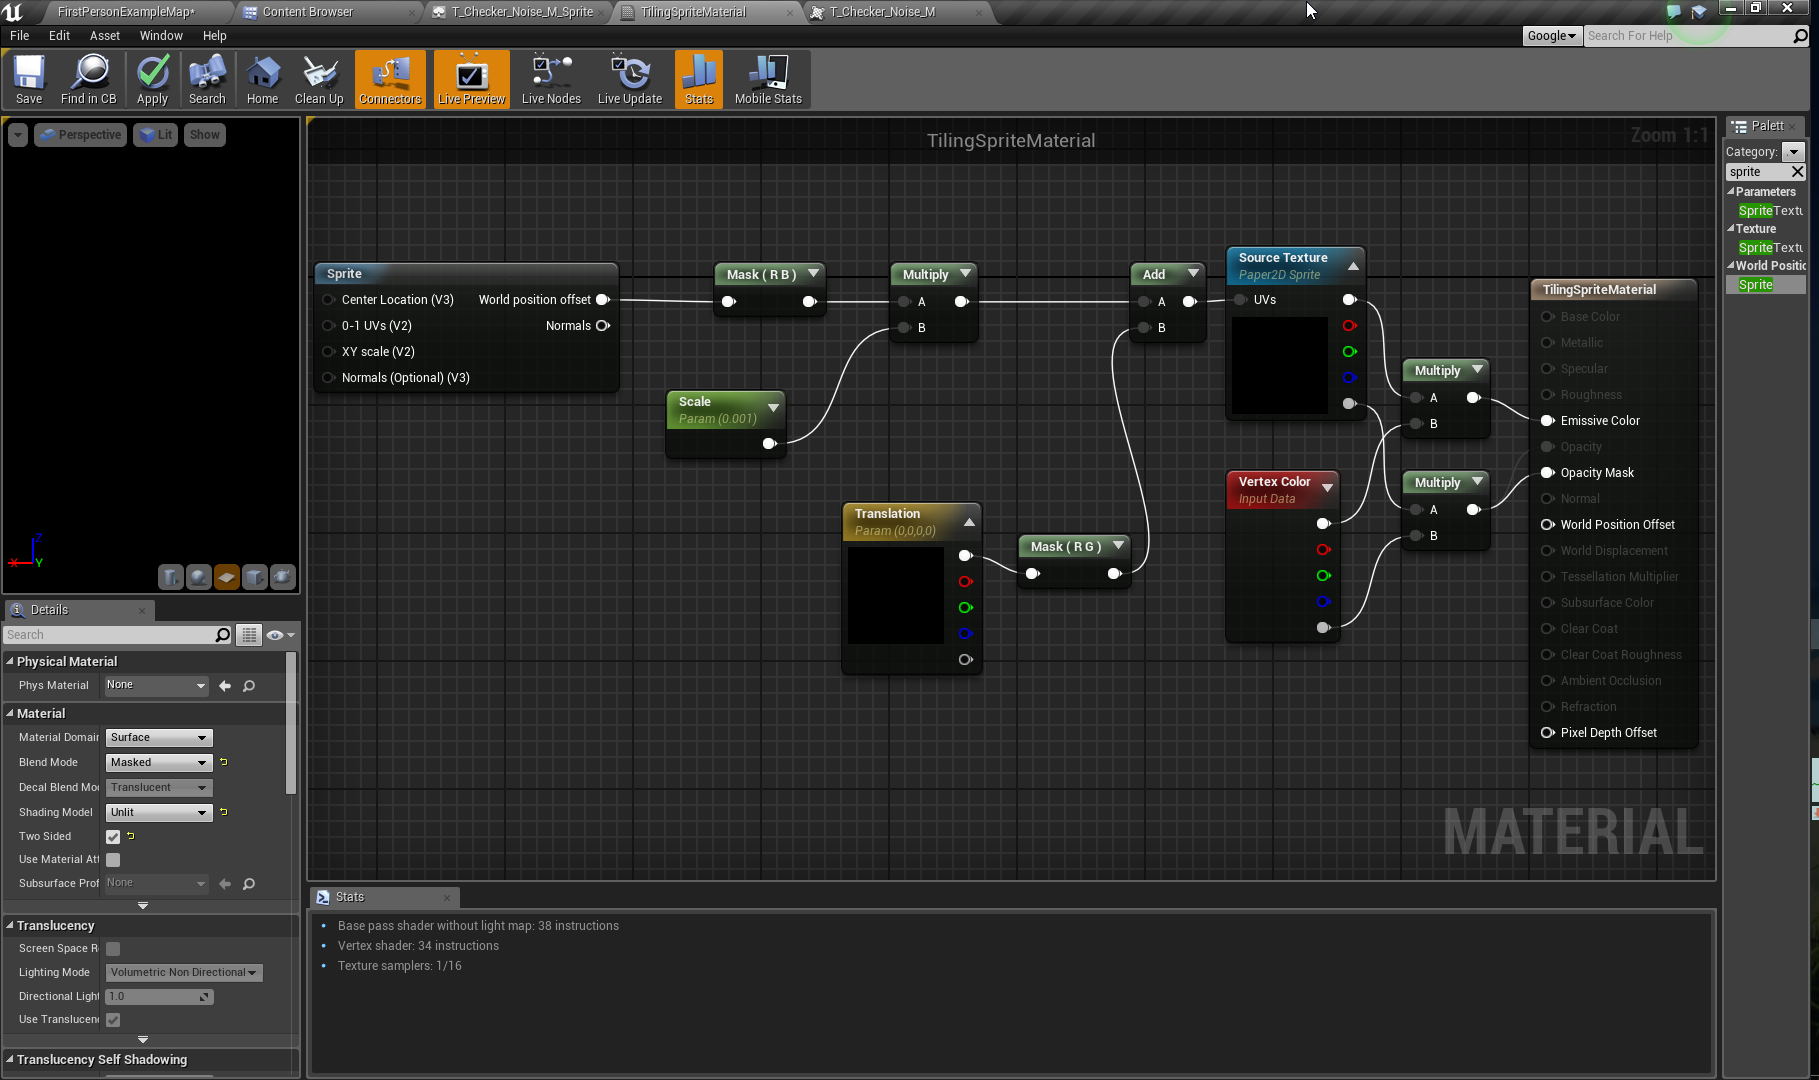 FirstPersonExampleMap*
Content Browser
T_Checker_Noise_M_Sprite
TilingSpriteMaterial
T_Checker_Noise_M
File Edit Asset Window Help
Google
Search For Help
Save
Find in CB
Apply
Search
Home
Clean Up
Connectors
Live Preview
Live Nodes
Live Update
Stats
Mobile Stats
Perspective
Lit
Show
Z
X
Y
TilingSpriteMaterial
Zoom 1:1
Sprite
Center Location (V3) World position offset
0-1 UVs (V2) Normals
XY scale (V2)
Normals (Optional) (V3)
Mask ( R B )
Multiply
A
B
Scale
Param (0.001)
Translation
Param (0,0,0,0)
Mask ( R G )
Add
A
B
Source Texture
Paper2D Sprite
UVs
Vertex Color
Input Data
Multiply
A
B
Multiply
A
B
TilingSpriteMaterial
Base Color
Metallic
Specular
Roughness
Emissive Color
Opacity
Opacity Mask
Normal
World Position Offset
World Displacement
Tessellation Multiplier
Subsurface Color
Clear Coat
Clear Coat Roughness
Ambient Occlusion
Refraction
Pixel Depth Offset
MATERIAL
Palett
Category:
sprite
Parameters
SpriteTextu
Texture
SpriteTextu
World Positic
Sprite
Details
Search
Physical Material
Phys Material None
Material
Material Domair Surface
Blend Mode Masked
Decal Blend Moc Translucent
Shading Model Unlit
Two Sided
Use Material Att
Subsurface Prof None
Translucency
Screen Space R
Lighting Mode Volumetric Non Directional
Directional Light 1.0
Use Translucenc
Translucency Self Shadowing
Stats
Base pass shader without light map: 38 instructions
Vertex shader: 34 instructions
Texture samplers: 1/16